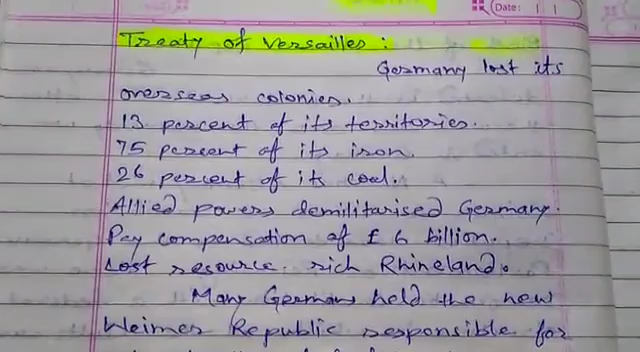 Date:
Treaty of Versailles :
Germany lost its
overseas colonies.
13 percent of its territories.
75 percent of its iron.
26 percent of its coal.
Allied powers demilitarised Germany.
Pay compensation of £ 6 billion.
Lost resource. rich Rhineland.
Many Germans held the new
Weimer Republic responsible for